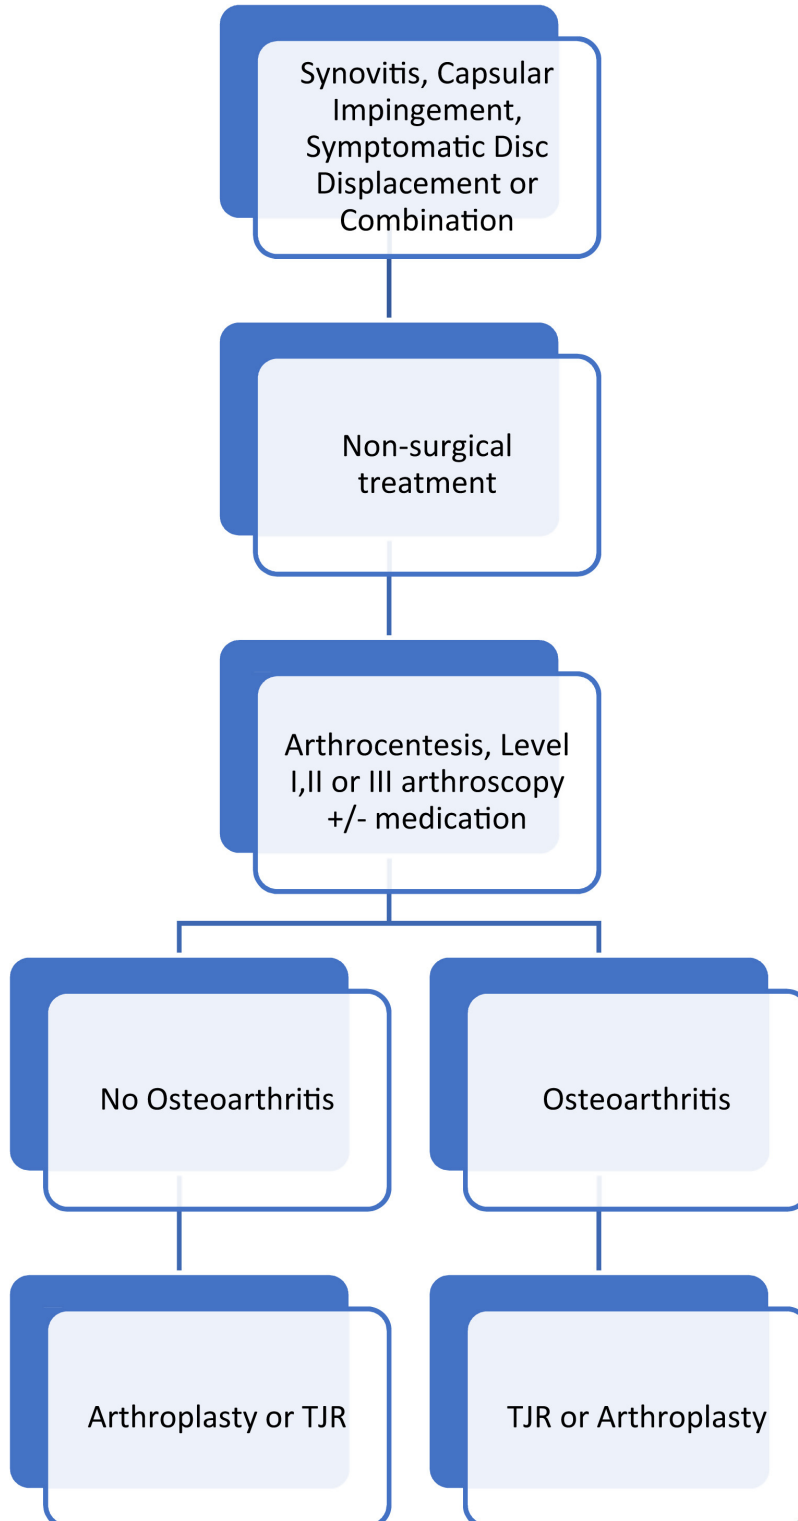 Synovitis, Capsular
Impingement,
Symptomatic Disc
Displacement or
Combination
Non-surgical
treatment
Arthrocentesis, Level
I,II or III arthroscopy
+/- medication
No Osteoarthritis
Osteoarthritis
Arthroplasty or TJR
TJR or Arthroplasty